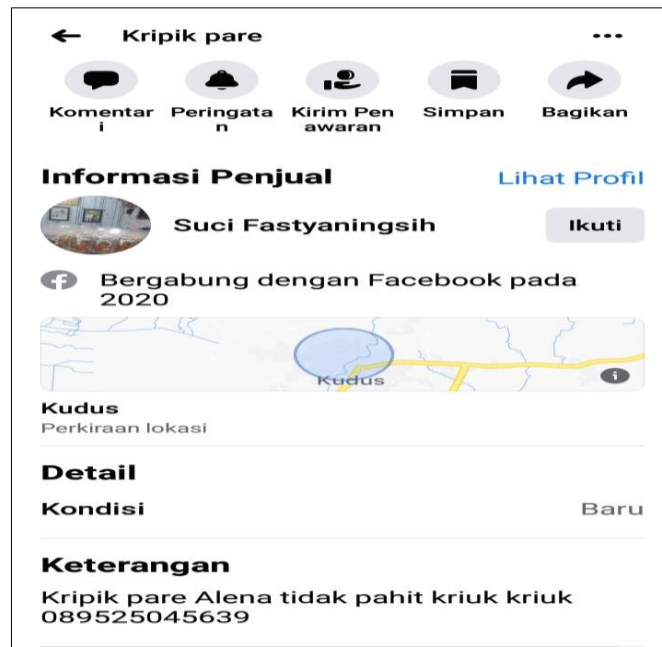 Kripik pare
Komentar
i
Peringata
n
Kirim Pen
awaran
Simpan
Bagikan
Informasi Penjual
Lihat Profil
Suci Fastyaningsih
Ikuti
Bergabung dengan Facebook pada
2020
Kudus
Kudus
Perkiraan lokasi
Detail
Kondisi
Baru
Keterangan
Kripik pare Alena tidak pahit kriuk kriuk
089525045639